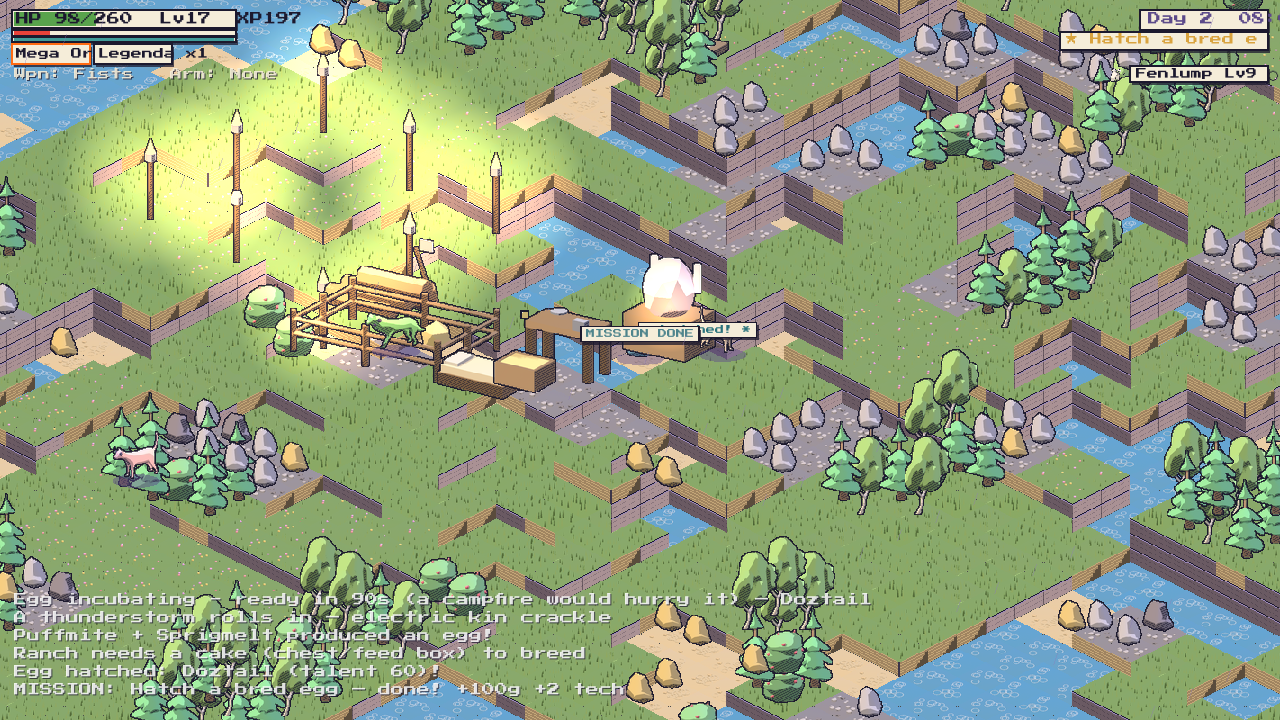 HP 98/260 Lv17 XP197
Mega Or Legenda x1
Wpn: Fists Arm: None
Day 2 08
* Hatch a bred e
Fenlump Lv9
MISSION DONE
ned! *
Egg incubating - ready in 90s (a campfire would hurry it) - Doztail
A thunderstorm rolls in - electric kin crackle
Puffmite + Sprigmelt produced an egg!
Ranch needs a cake (chest/feed box) to breed
Egg hatched: Doztail (talent 60)!
MISSION: Hatch a bred egg - done! +100g +2 tech